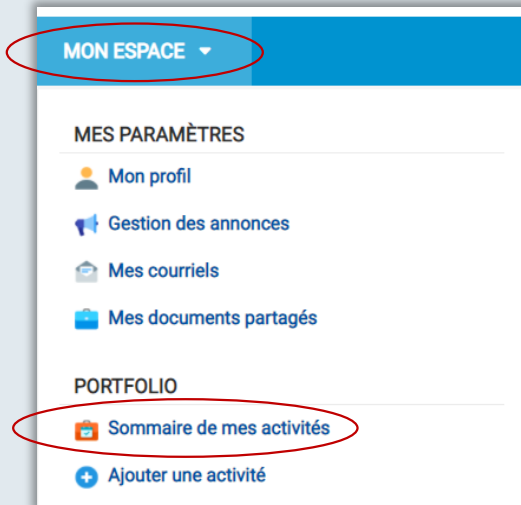 MON ESPACE
MES PARAMÈTRES
Mon profil
Gestion des annonces
Mes courriels
Mes documents partagés
PORTFOLIO
Sommaire de mes activités
Ajouter une activité